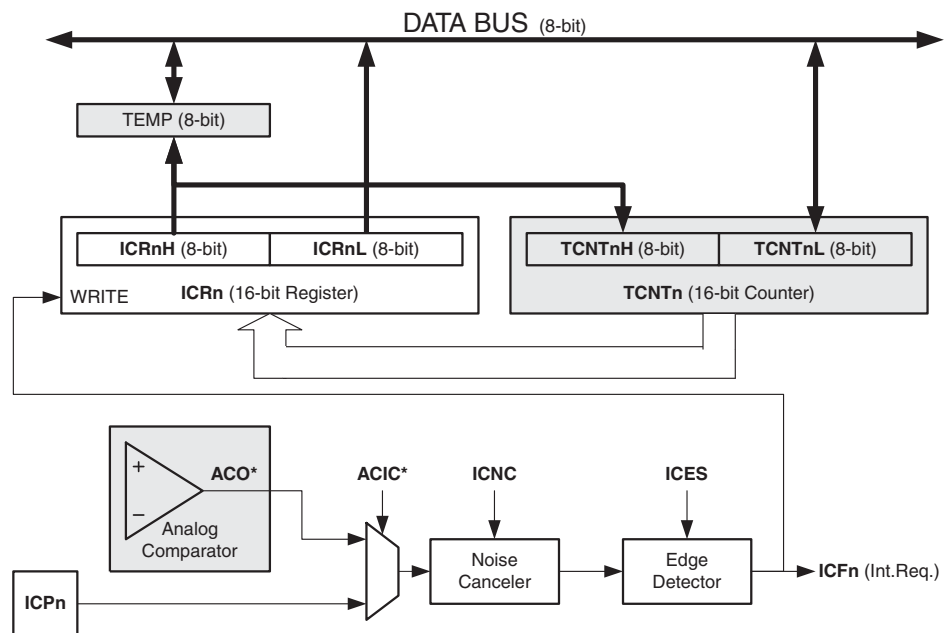 DATA BUS (8-bit)
TEMP (8-bit)
ICRnH (8-bit)
ICRnL (8-bit)
TCNTnH (8-bit)
TCNTnL (8-bit)
WRITE
ICRn (16-bit Register)
TCNTn (16-bit Counter)
+
−
ACO*
Analog
Comparator
ACIC*
ICNC
ICES
Noise
Canceler
Edge
Detector
ICFn (Int.Req.)
ICPn